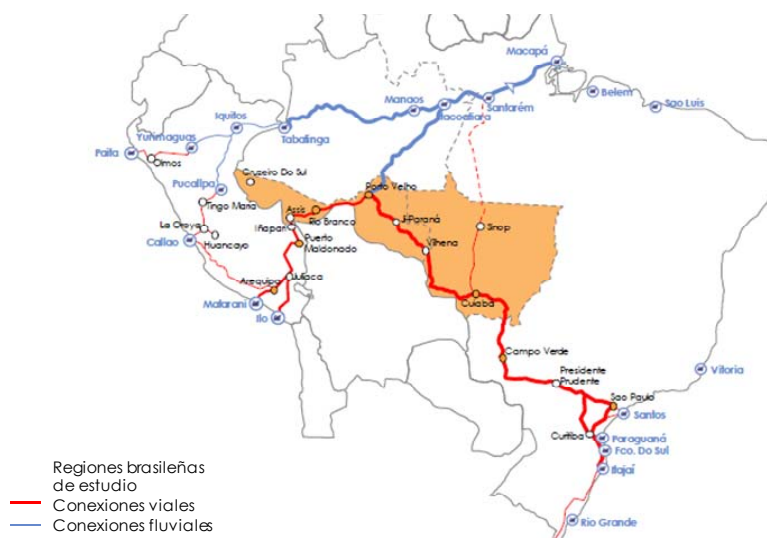 Macapá
Belem
Sao Luis
Manaos
Santarém
Itacoatiara
Iquitos
Tabatinga
Yurimaguas
Paita
Olmos
Cruzeiro Do Sul
Pucallpa
Porto Velho
Tingo Maria
Assis
Rio Branco
Ji-Paraná
Sinop
La Oroya
Iñapari
Callao
Huancayo
Puerto
Maldonado
Vilhena
Juliaca
Arequipa
Matarani
Ilo
Cuiabá
Campo Verde
Presidente
Prudente
Vitoria
Sao Paulo
Santos
Curitiba
Paraguaná
Fco. Do Sul
Itajaí
Rio Grande
Regiones brasileñas
de estudio
Conexiones viales
Conexiones fluviales